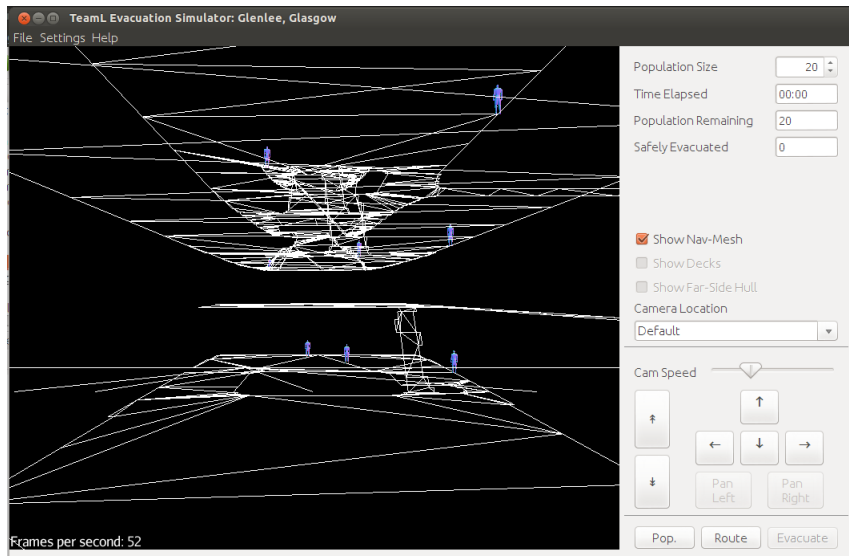 TeamL Evacuation Simulator: Glenlee, Glasgow
File Settings Help
Population Size 20
Time Elapsed 00:00
Population Remaining 20
Safely Evacuated 0
Show Nav-Mesh
Show Decks
Show Far-Side Hull
Camera Location
Default
Cam Speed
Pan Left
Pan Right
Frames per second: 52
Pop. Route Evacuate